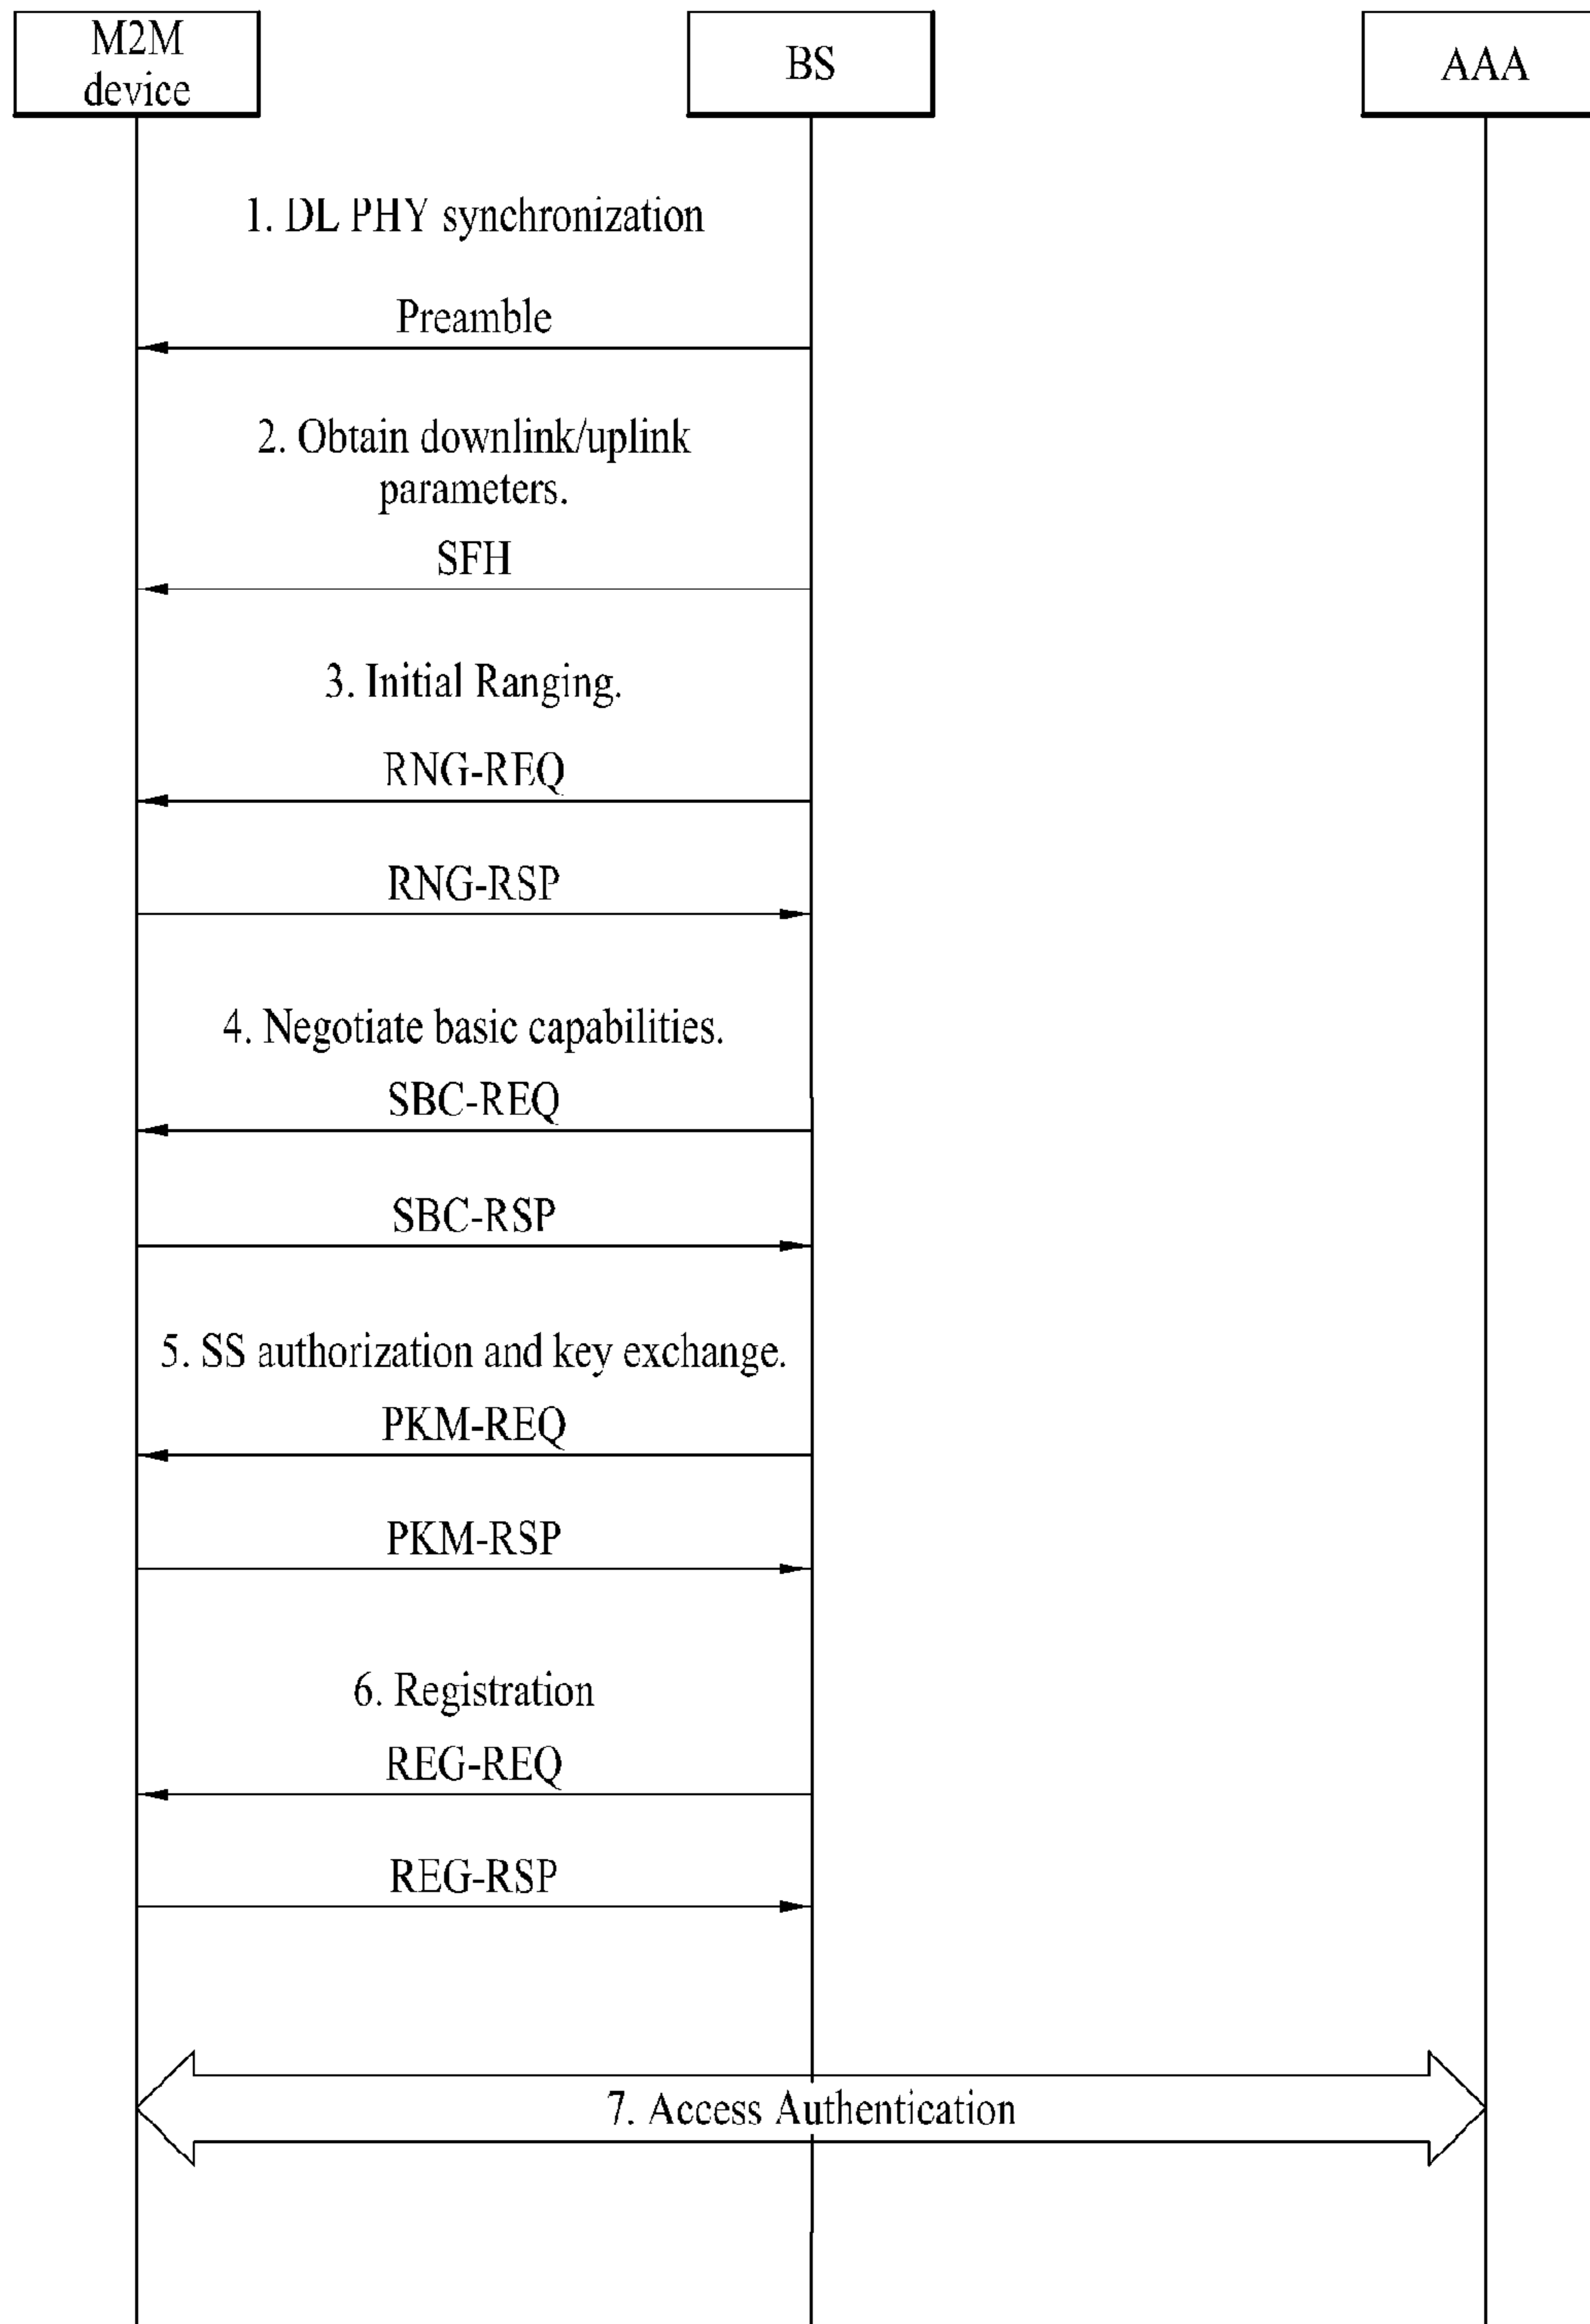 M2M
device
BS
AAA
1. DL PHY synchronization
Preamble
2. Obtain downlink/uplink
parameters.
SFH
3. Initial Ranging.
RNG-REQ
RNG-RSP
4. Negotiate basic capabilities.
SBC-REQ
SBC-RSP
5. SS authorization and key exchange.
PKM-REQ
PKM-RSP
6. Registration
REG-REQ
REG-RSP
7. Access Authentication